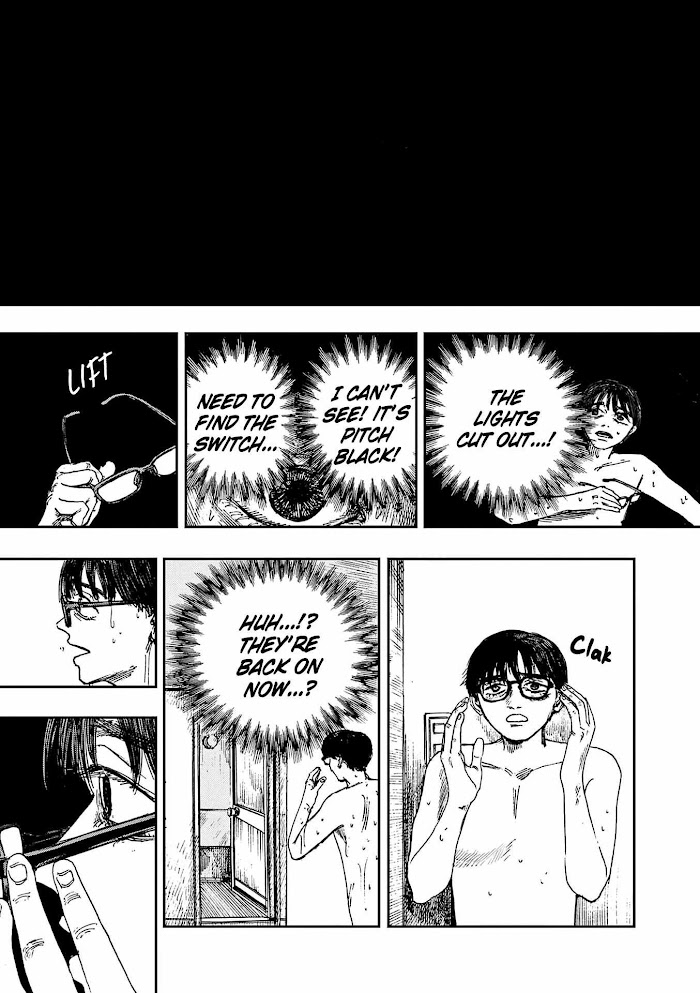 THE
LIGHTS
CUT OUT...!
I CAN'T
SEE! IT'S
PITCH
BLACK!
NEED TO
FIND THE
SWITCH...
LIFT
Clak
HUH...!?
THEY'RE
BACK ON
NOW...?